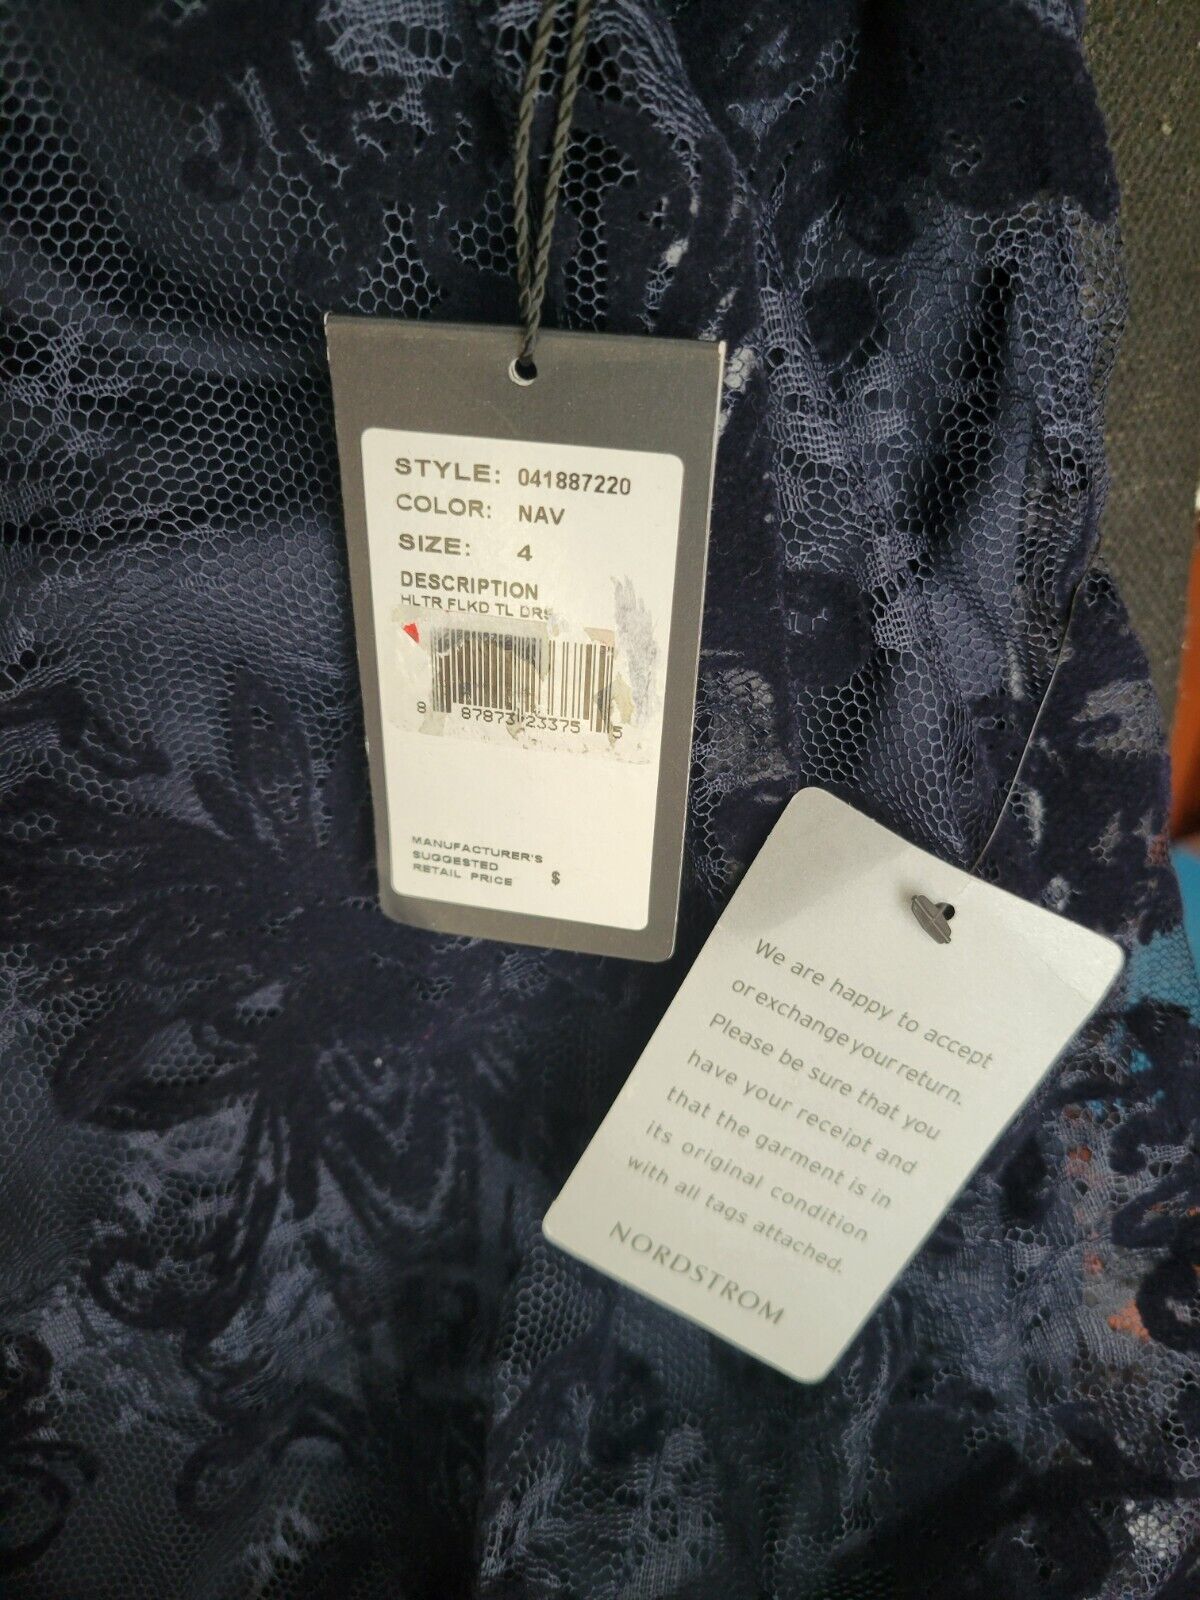 STYLE: 041887220
COLOR: NAV
SIZE: 4
DESCRIPTION
HLTR FLKD TL DRS
8 87873 23375 5
MANUFACTURER'S
SUGGESTED
RETAIL PRICE $
We are happy to accept
or exchange your return.
Please be sure that you
have your receipt and
that the garment is in
its original condition
with all tags attached.
NORDSTROM